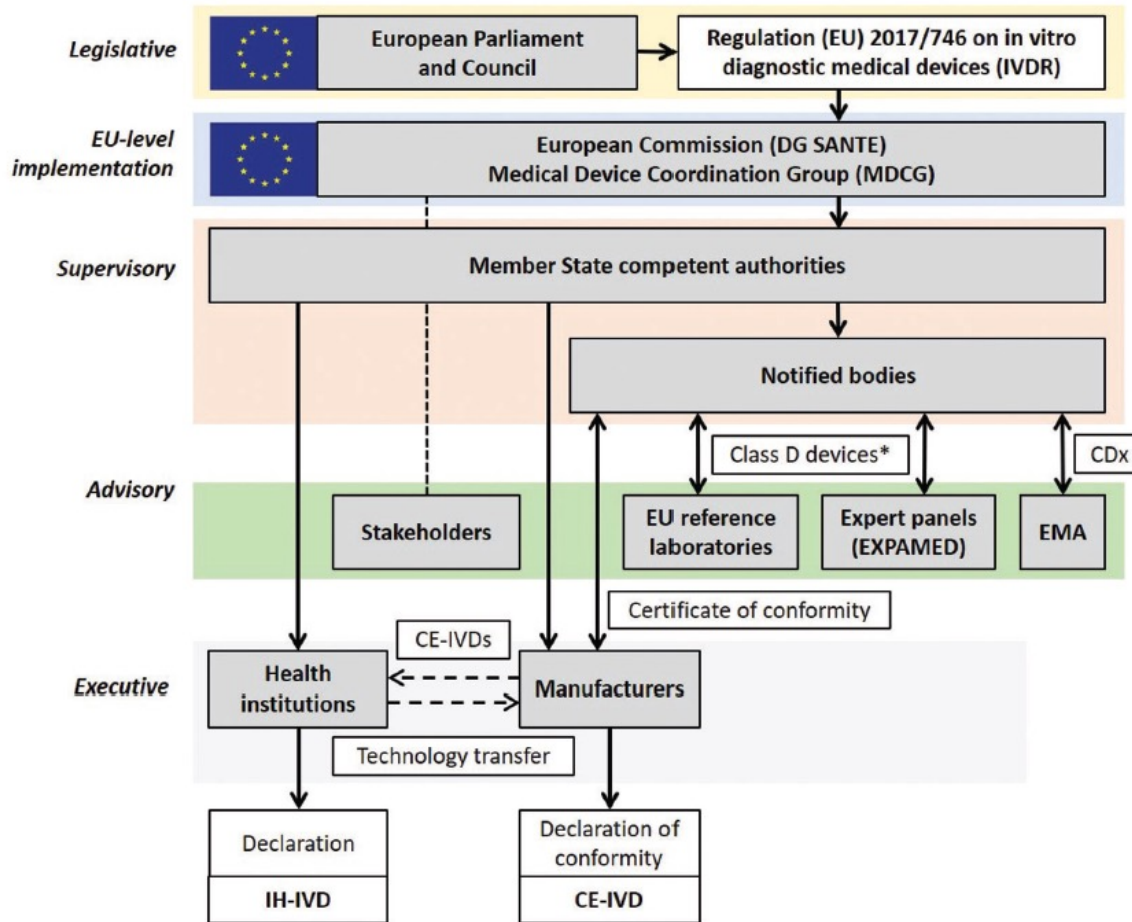 Legislative
European Parliament
and Council
Regulation (EU) 2017/746 on in vitro
diagnostic medical devices (IVDR)
EU-level
implementation
European Commission (DG SANTE)
Medical Device Coordination Group (MDCG)
Supervisory
Member State competent authorities
Notified bodies
Class D devices*
CDx
Advisory
Stakeholders
EU reference
laboratories
Expert panels
(EXPAMED)
EMA
Certificate of conformity
CE-IVDs
Executive
Health
institutions
Manufacturers
Technology transfer
Declaration
IH-IVD
Declaration of
conformity
CE-IVD